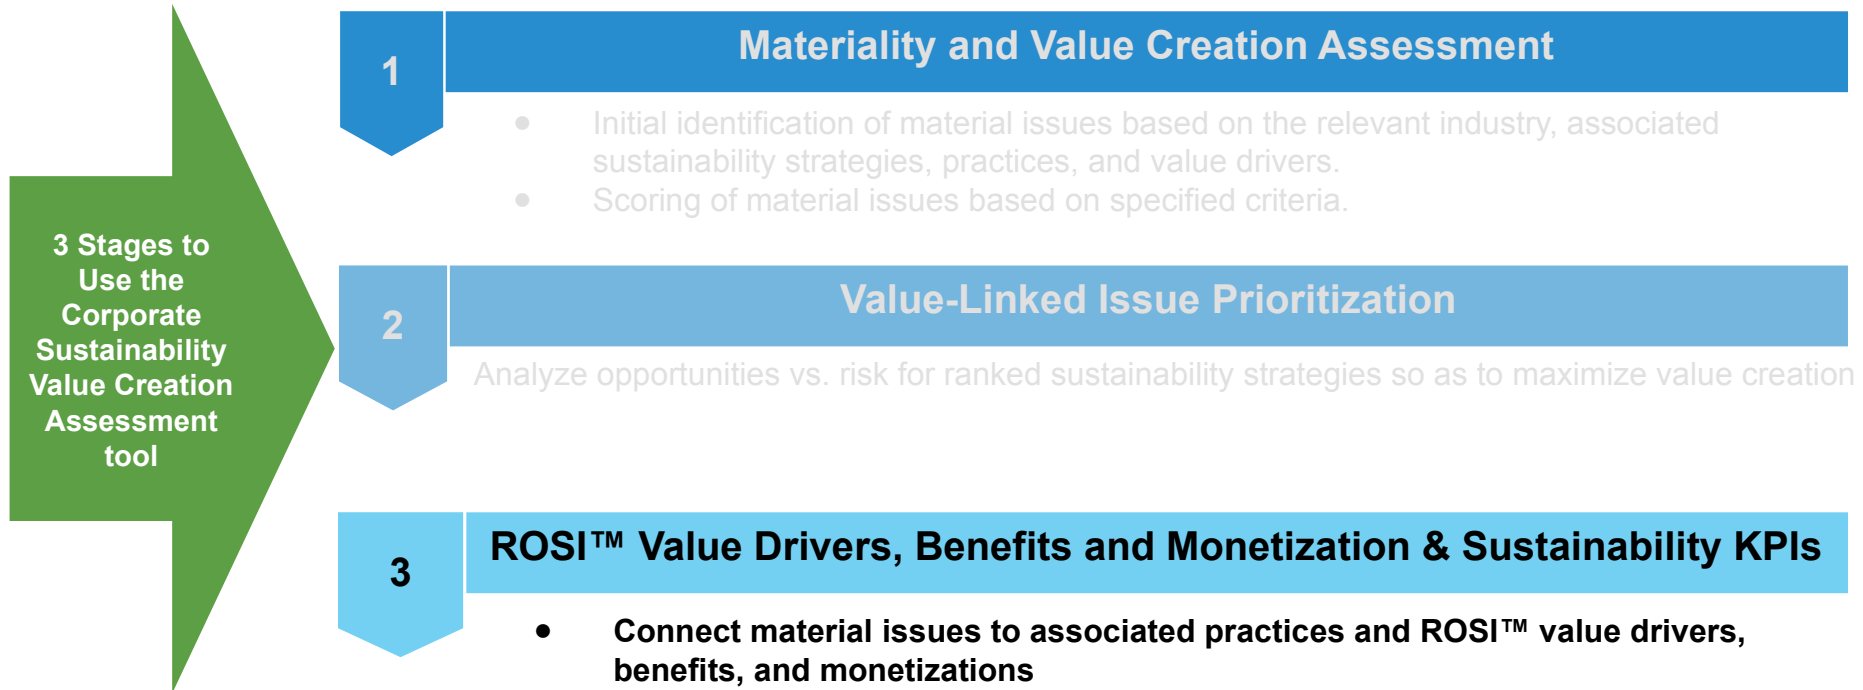 3 Stages to
Use the
Corporate
Sustainability
Value Creation
Assessment
tool
1
Materiality and Value Creation Assessment
● Initial identification of material issues based on the relevant industry, associated
sustainability strategies, practices, and value drivers.
● Scoring of material issues based on specified criteria.
2
Value-Linked Issue Prioritization
Analyze opportunities vs. risk for ranked sustainability strategies so as to maximize value creation
3
ROSI™ Value Drivers, Benefits and Monetization & Sustainability KPIs
● Connect material issues to associated practices and ROSI™ value drivers,
benefits, and monetizations